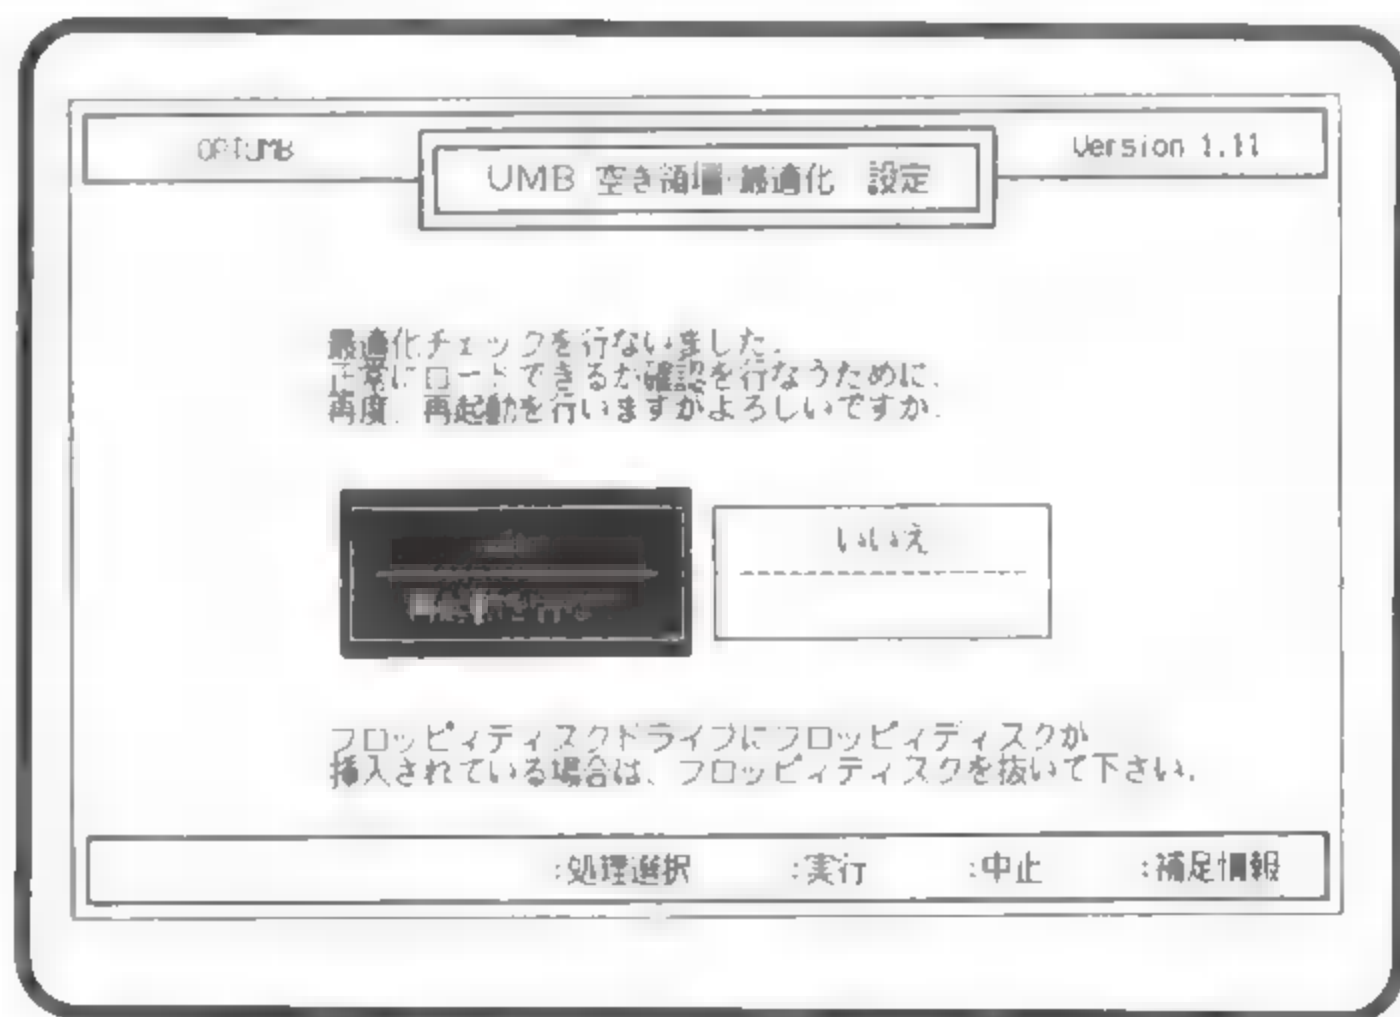 OPTUMB
UMB 空き領域 最適化 設定
Version 1.11
最適化チェックを行ないました.
正常にロードできるか確認を行なうために、
再度、再起動を行いますがよろしいですか.
いいえ
フロッピィディスクドライブにフロッピィディスクが
挿入されている場合は、フロッピィディスクを抜いて下さい.
:処理選択 :実行 :中止 :補足情報